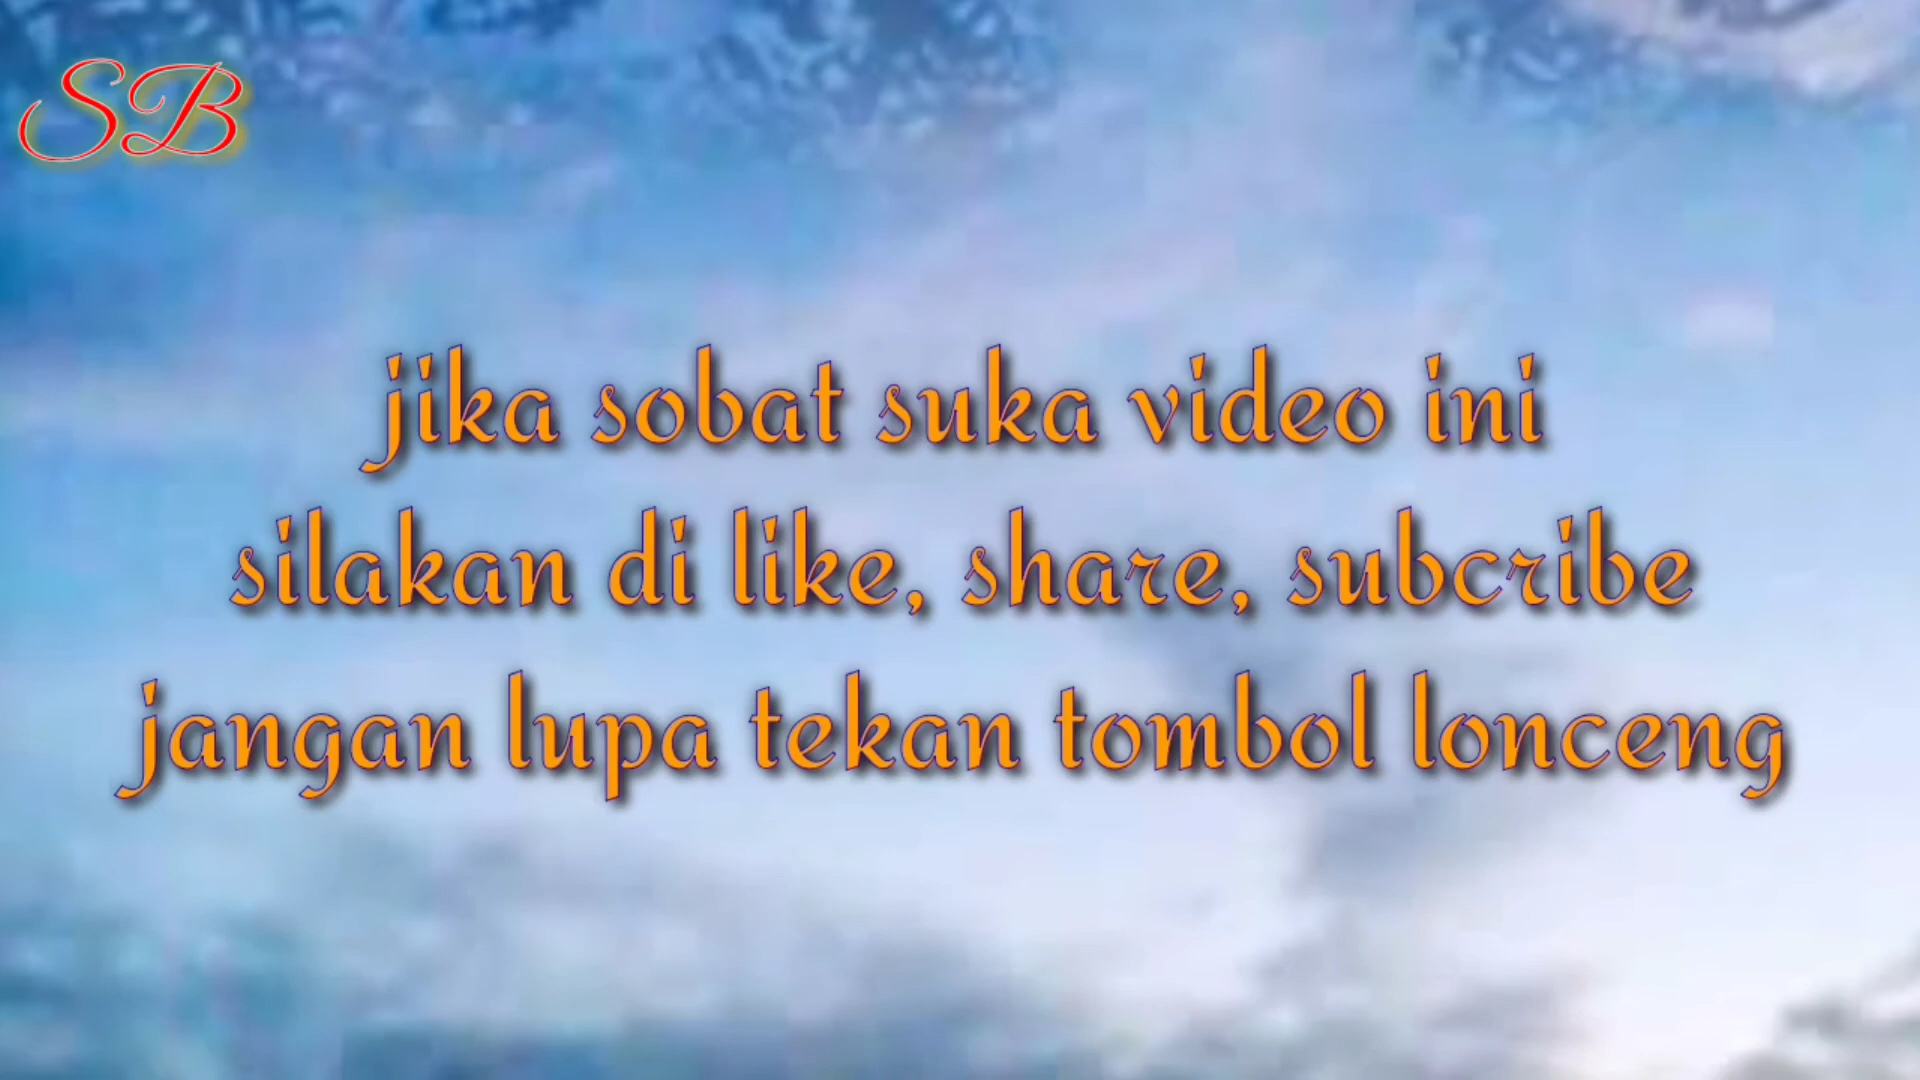 SB
jika sobat suka video ini
silakan di like, share, subcribe
jangan lupa tekan tombol lonceng